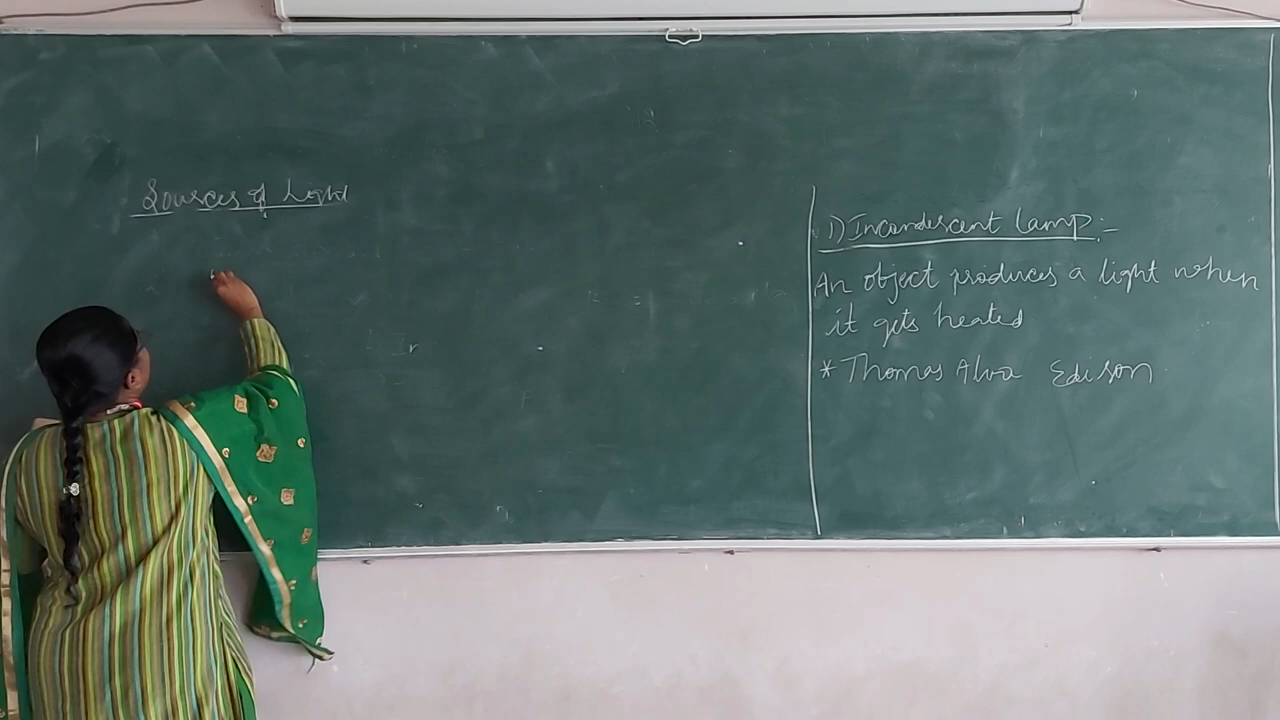 Sources of Light
1) Incandescent lamp:-
An object produces a light when
it gets heated
* Thomas Alva Edison